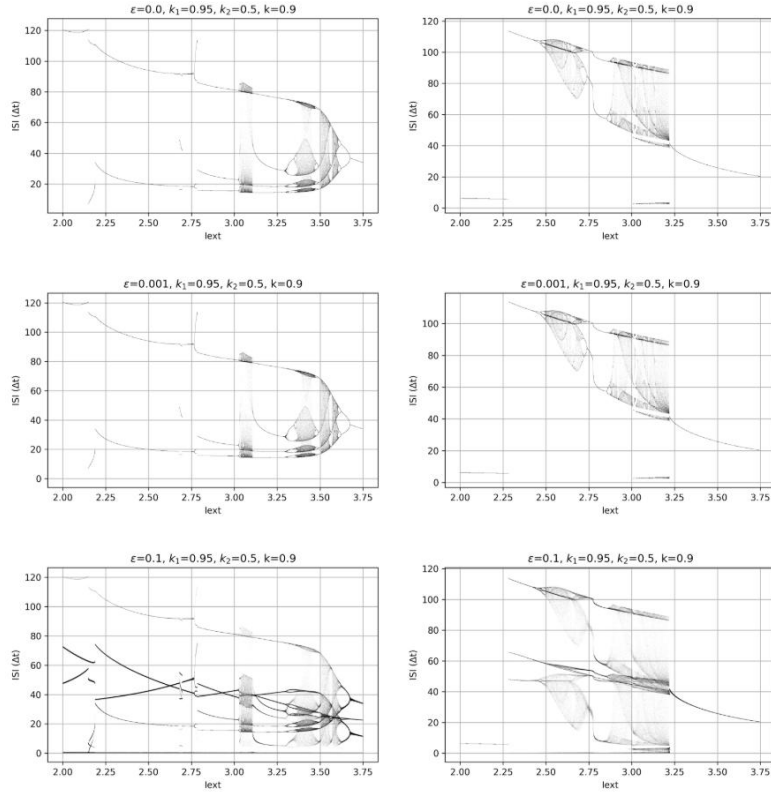 ε=0.0, k₁=0.95, k₂=0.5, k=0.9
120
100
80
60
40
20
ISI (Δt)
2.00 2.25 2.50 2.75 3.00 3.25 3.50 3.75
Iext
ε=0.0, k₁=0.95, k₂=0.5, k=0.9
120
100
80
60
40
20
0
ISI (Δt)
2.00 2.25 2.50 2.75 3.00 3.25 3.50 3.75
Iext
ε=0.001, k₁=0.95, k₂=0.5, k=0.9
120
100
80
60
40
20
0
ISI (Δt)
2.00 2.25 2.50 2.75 3.00 3.25 3.50 3.75
Iext
ε=0.001, k₁=0.95, k₂=0.5, k=0.9
120
100
80
60
40
20
0
ISI (Δt)
2.00 2.25 2.50 2.75 3.00 3.25 3.50 3.75
Iext
ε=0.1, k₁=0.95, k₂=0.5, k=0.9
120
100
80
60
40
20
0
ISI (Δt)
2.00 2.25 2.50 2.75 3.00 3.25 3.50 3.75
Iext
ε=0.1, k₁=0.95, k₂=0.5, k=0.9
120
100
80
60
40
20
0
ISI (Δt)
2.00 2.25 2.50 2.75 3.00 3.25 3.50 3.75
Iext